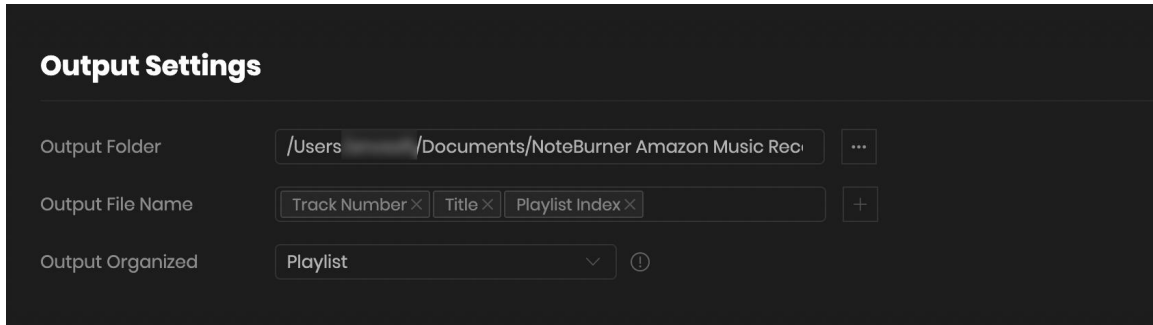 Output Settings
Output Folder /Users /Documents/NoteBurner Amazon Music Reco ...
Output File Name Track Number× Title× Playlist Index× +
Output Organized Playlist